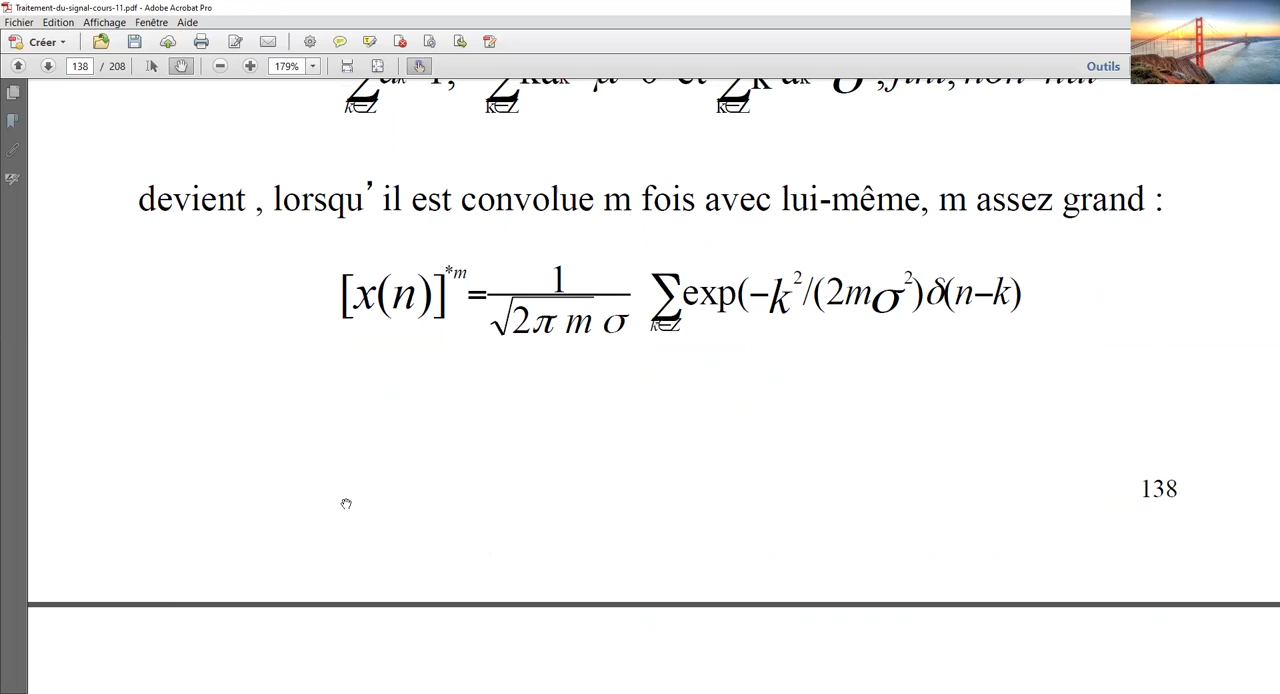 Traitement-du-signal-cours-11.pdf - Adobe Acrobat Pro
Fichier Edition Affichage Fenêtre Aide
Créer
138 / 208 179% Outils
k∈Z k∈Z k∈Z
devient , lorsqu’ il est convolue m fois avec lui-même, m assez grand :
[x(n)]*m = 1/√2π m σ ∑k∈Z exp(−k²/(2mσ²)δ(n−k)
138